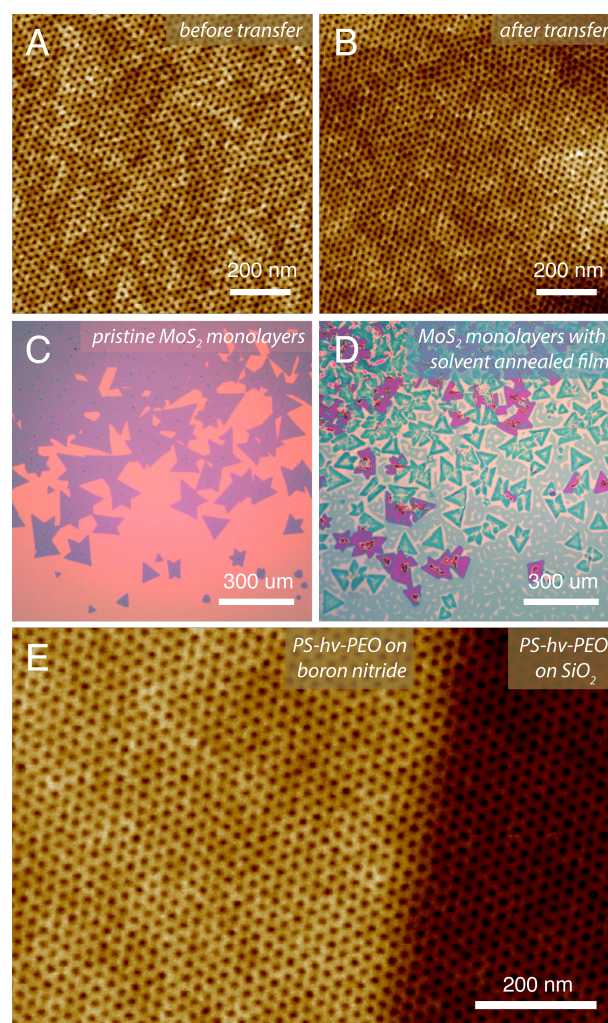 A
before transfer
200 nm
B
after transfer
200 nm
C
pristine MoS₂ monolayers
300 um
D
MoS₂ monolayers with
solvent annealed film
300 um
E
PS-hv-PEO on
boron nitride
PS-hv-PEO
on SiO₂
200 nm